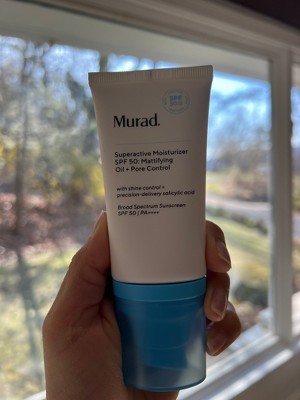 SPF
Murad.
Superactive Moisturizer
SPF 50: Mattifying
Oil + Pore Control
with shine control +
precision-delivery salicylic acid
Broad Spectrum Sunscreen
SPF 50 | PA++++